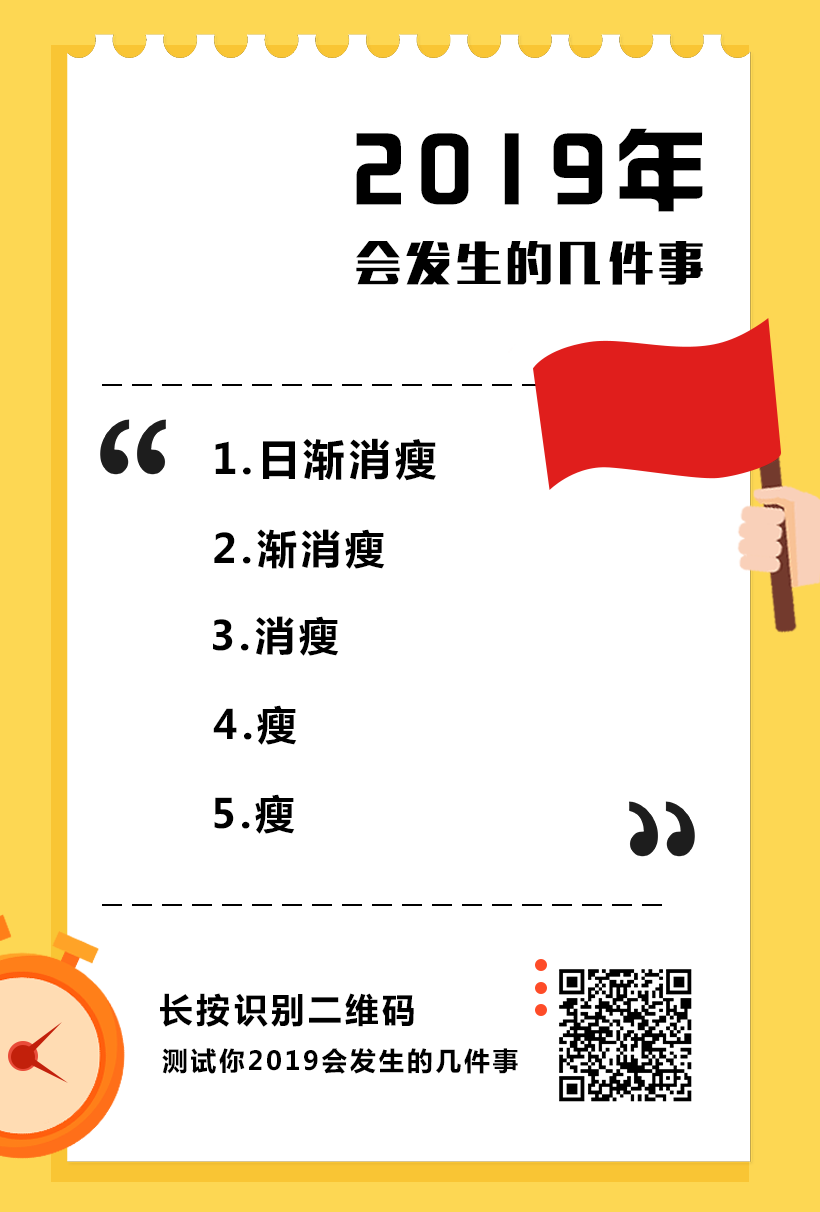 2019年
会发生的几件事
“
1.日渐消瘦
2.渐消瘦
3.消瘦
4.瘦
5.瘦
”
长按识别二维码
测试你2019会发生的几件事